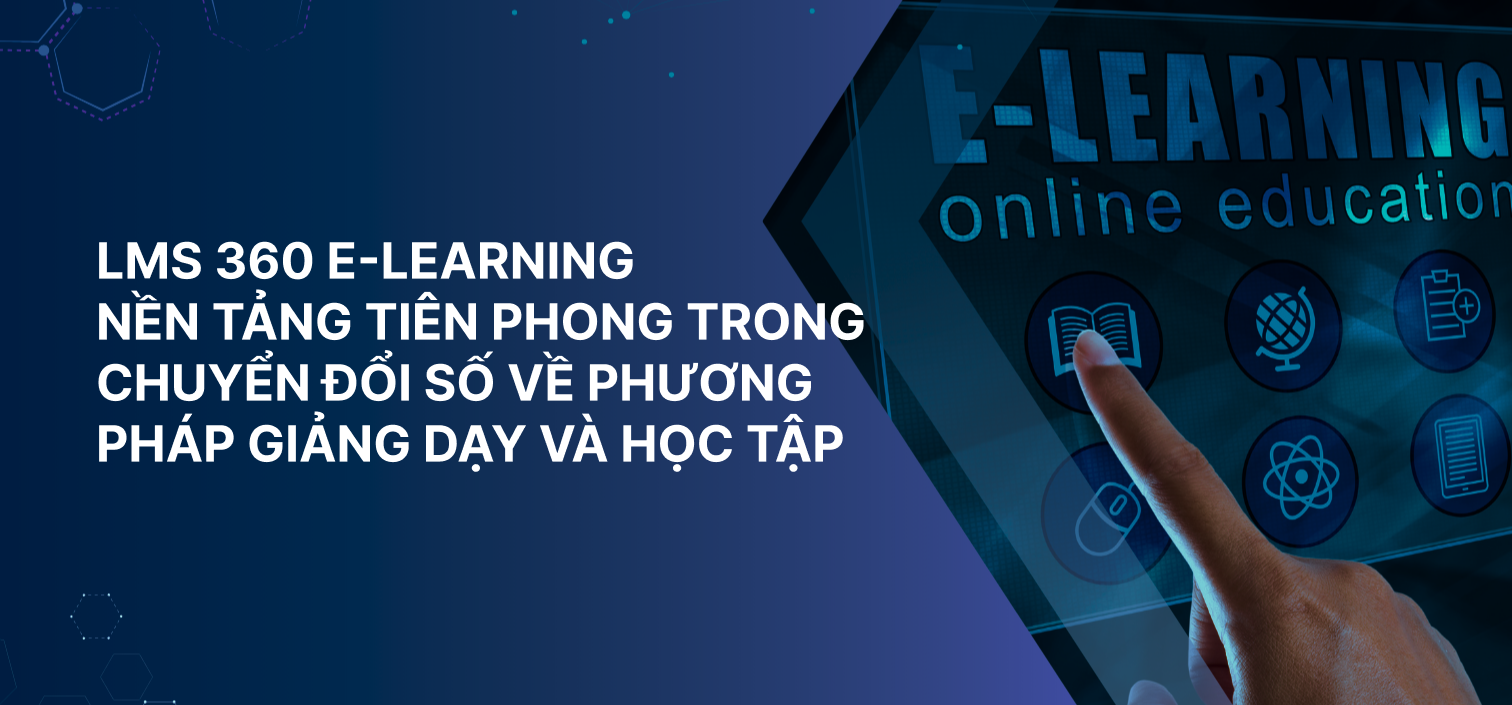 LMS 360 E-LEARNING
NỀN TẢNG TIÊN PHONG TRONG
CHUYỂN ĐỔI SỐ VỀ PHƯƠNG
PHÁP GIẢNG DẠY VÀ HỌC TẬP
E-LEARNING
online education